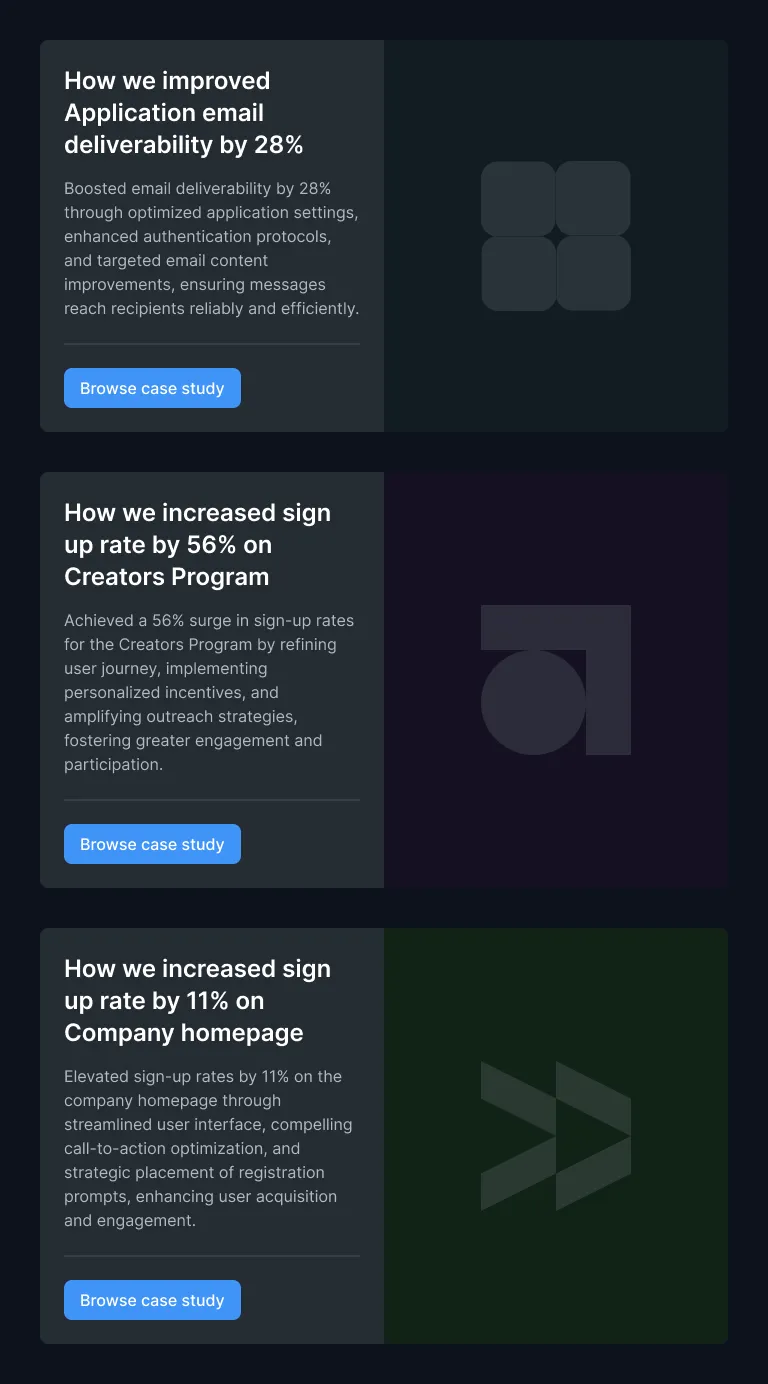 How we improved
Application email
deliverability by 28%
Boosted email deliverability by 28%
through optimized application settings,
enhanced authentication protocols,
and targeted email content
improvements, ensuring messages
reach recipients reliably and efficiently.
Browse case study
How we increased sign
up rate by 56% on
Creators Program
Achieved a 56% surge in sign-up rates
for the Creators Program by refining
user journey, implementing
personalized incentives, and
amplifying outreach strategies,
fostering greater engagement and
participation.
Browse case study
How we increased sign
up rate by 11% on
Company homepage
Elevated sign-up rates by 11% on the
company homepage through
streamlined user interface, compelling
call-to-action optimization, and
strategic placement of registration
prompts, enhancing user acquisition
and engagement.
Browse case study